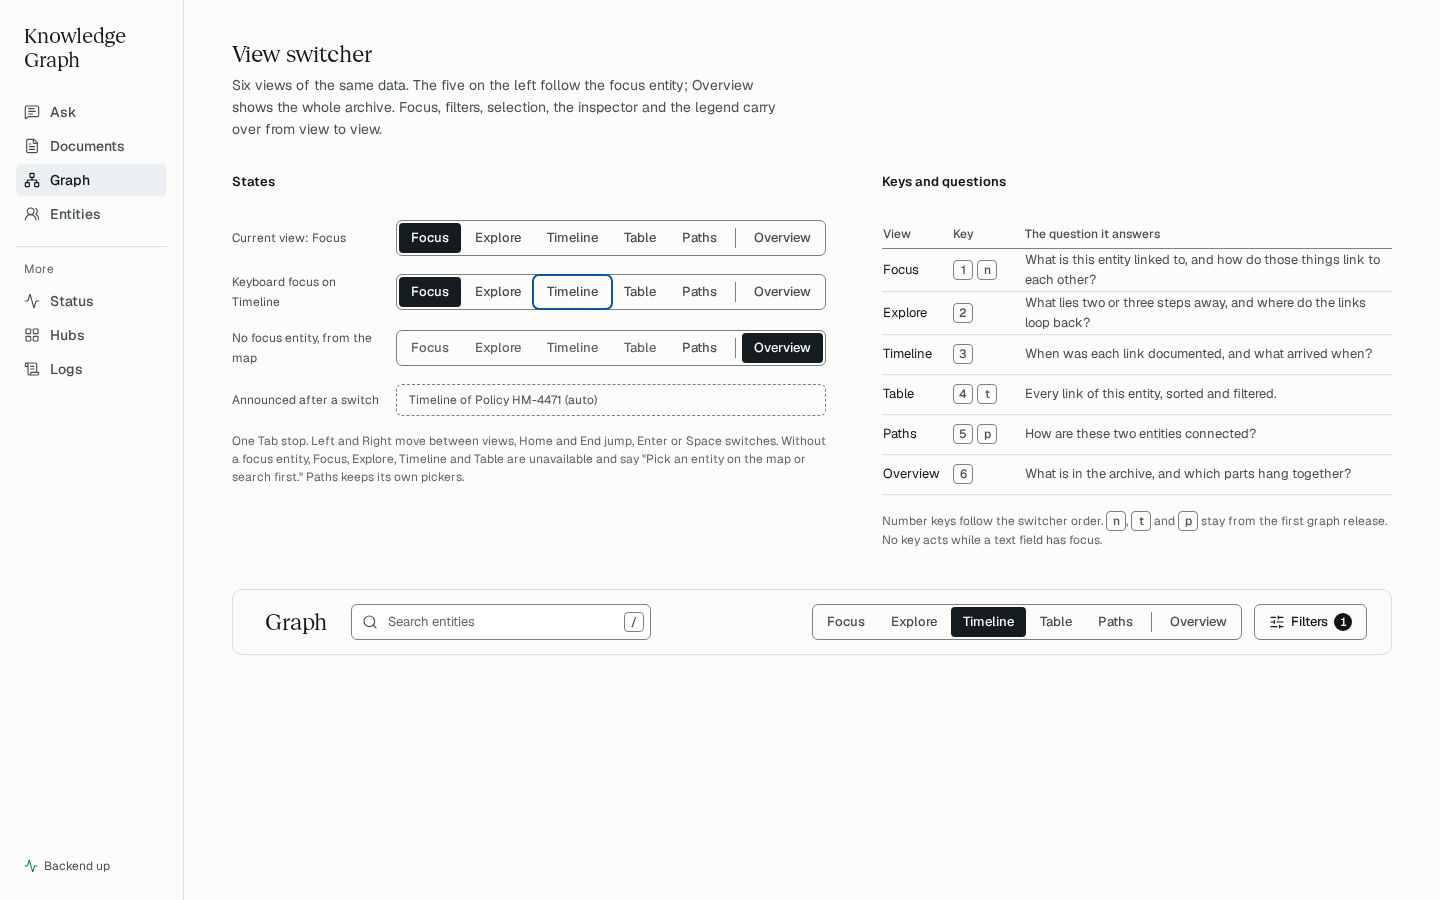 Knowledge
Graph
Ask
Documents
Graph
Entities
More
Status
Hubs
Logs
Backend up
View switcher
Six views of the same data. The five on the left follow the focus entity; Overview
shows the whole archive. Focus, filters, selection, the inspector and the legend carry
over from view to view.
States
Current view: Focus
Focus Explore Timeline Table Paths Overview
Keyboard focus on
Timeline
Focus Explore Timeline Table Paths Overview
No focus entity, from the
map
Focus Explore Timeline Table Paths Overview
Announced after a switch
Timeline of Policy HM-4471 (auto)
One Tab stop. Left and Right move between views, Home and End jump, Enter or Space switches. Without
a focus entity, Focus, Explore, Timeline and Table are unavailable and say "Pick an entity on the map or
search first." Paths keeps its own pickers.
Keys and questions
View Key The question it answers
Focus 1 n What is this entity linked to, and how do those things link to
each other?
Explore 2 What lies two or three steps away, and where do the links
loop back?
Timeline 3 When was each link documented, and what arrived when?
Table 4 t Every link of this entity, sorted and filtered.
Paths 5 p How are these two entities connected?
Overview 6 What is in the archive, and which parts hang together?
Number keys follow the switcher order. n, t and p stay from the first graph release.
No key acts while a text field has focus.
Graph
Search entities /
Focus Explore Timeline Table Paths Overview
Filters 1